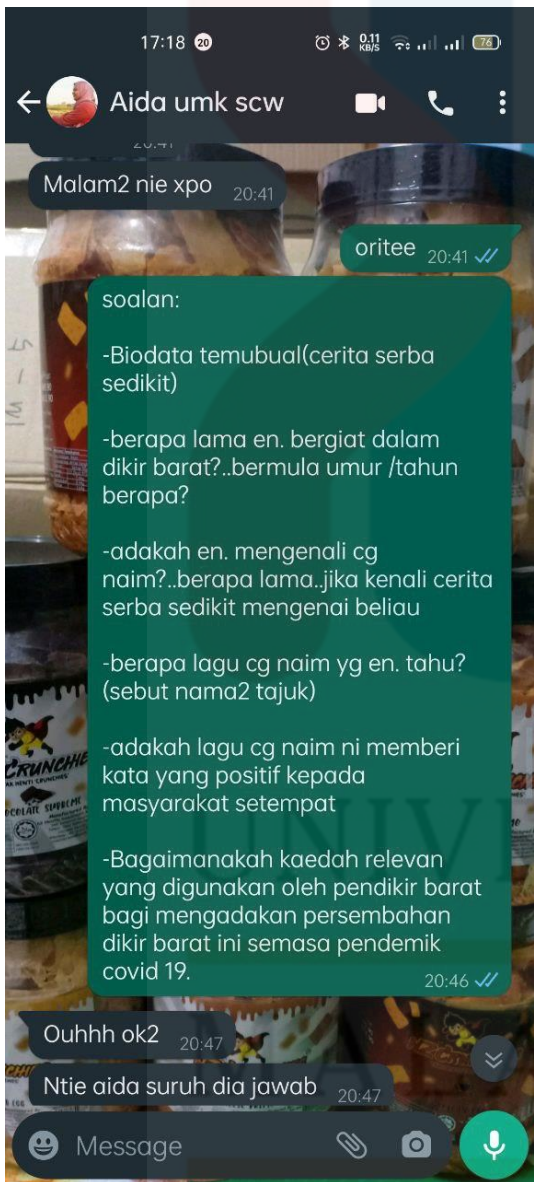 17:18 20 0.11 KB/S 76
Aida umk scw
20:41
Malam2 nie xpo 20:41
oritee 20:41
soalan:
-Biodata temubual(cerita serba
sedikit)
-berapa lama en. bergiat dalam
dikir barat?..bermula umur /tahun
berapa?
-adakah en. mengenali cg
naim?..berapa lama..jika kenali cerita
serba sedikit mengenai beliau
-berapa lagu cg naim yg en. tahu?
(sebut nama2 tajuk)
-adakah lagu cg naim ni memberi
kata yang positif kepada
masyarakat setempat
-Bagaimanakah kaedah relevan
yang digunakan oleh pendikir barat
bagi mengadakan persembahan
dikir barat ini semasa pendemik
covid 19. 20:46
CRUNCHIE
UNIV
Ouhhh ok2 20:47
Ntie aida suruh dia jawab 20:47
Message